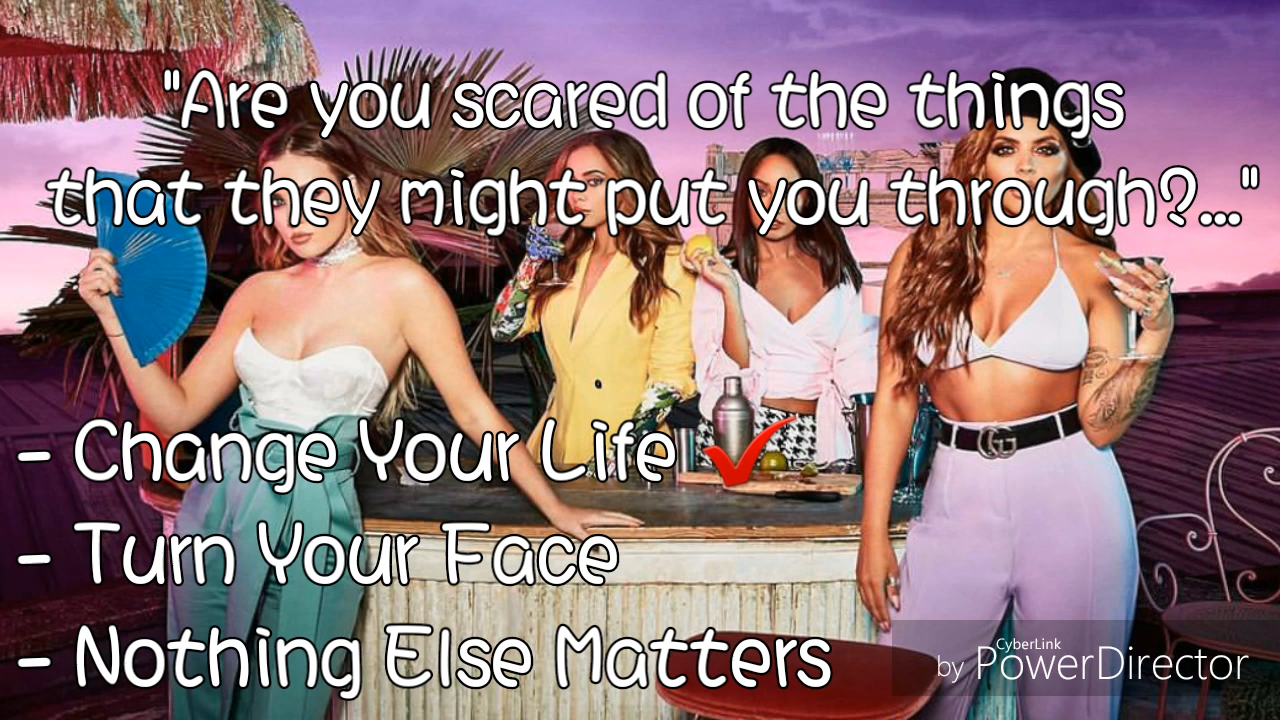 "Are you scared of the things
that they might put you through?..."
- Change Your Life
- Turn Your Face
- Nothing Else Matters
CyberLink
by PowerDirector